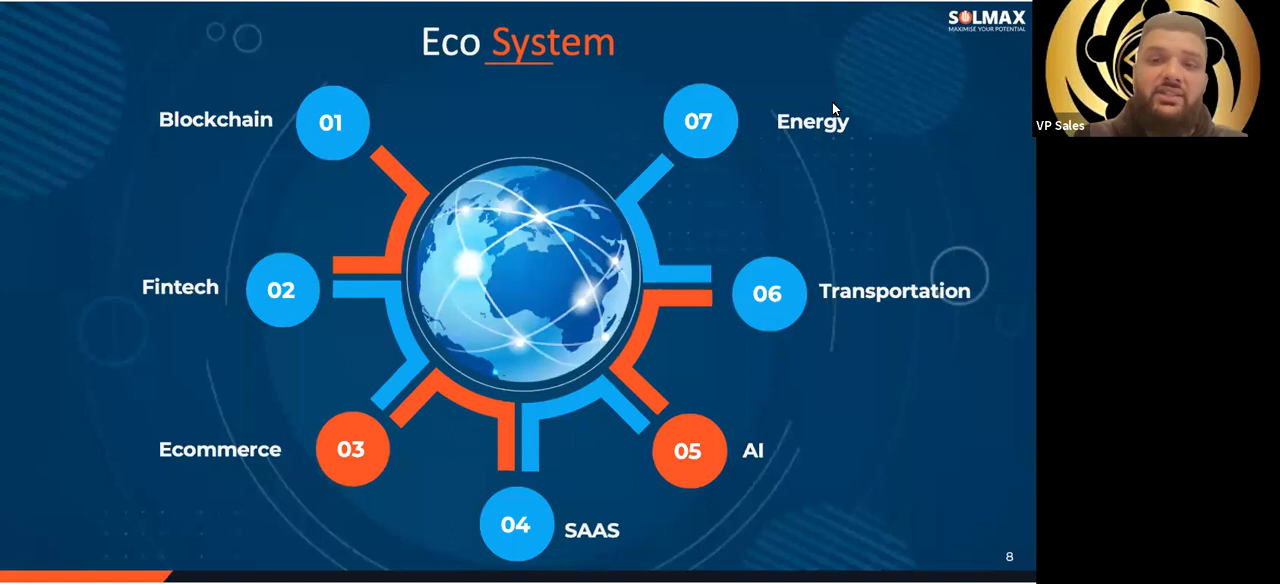 Eco System
SOLMAX
MAXIMISE YOUR POTENTIAL
VP Sales
Blockchain
01
07
Energy
Fintech
02
06
Transportation
Ecommerce
03
05
AI
04
SAAS
8